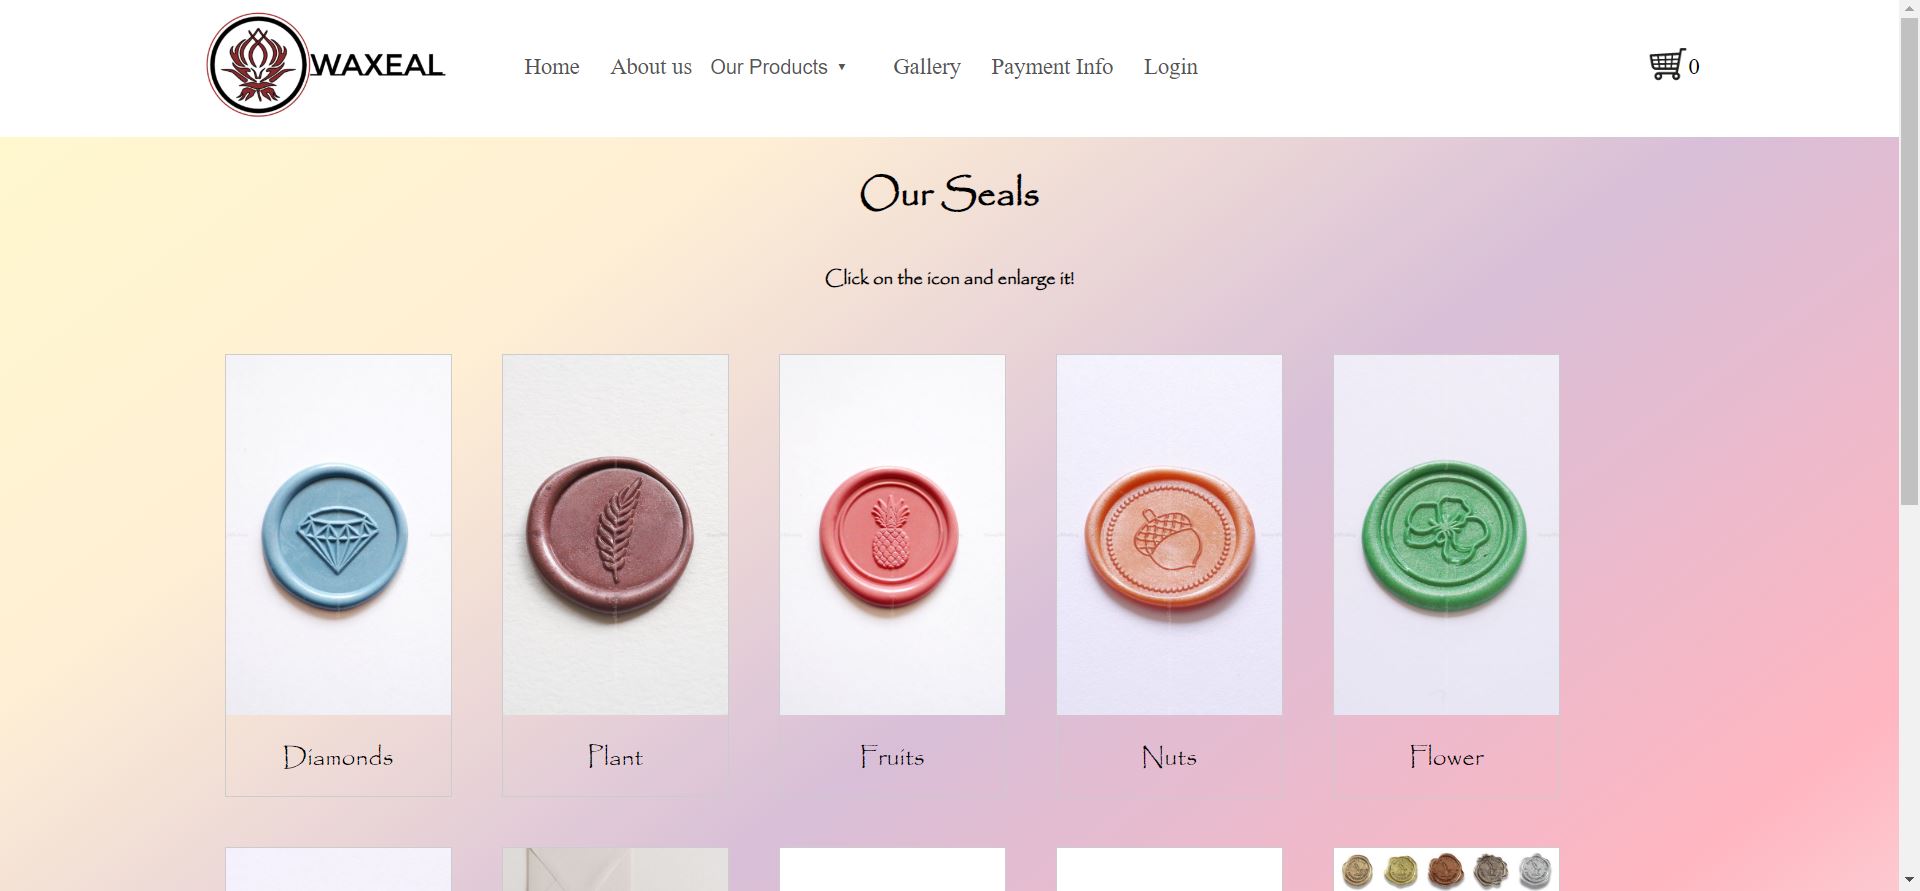 WAXEAL
Home About us Our Products ▼ Gallery Payment Info Login
0
Our Seals
Click on the icon and enlarge it!
Diamonds
Plant
Fruits
Nuts
Flower